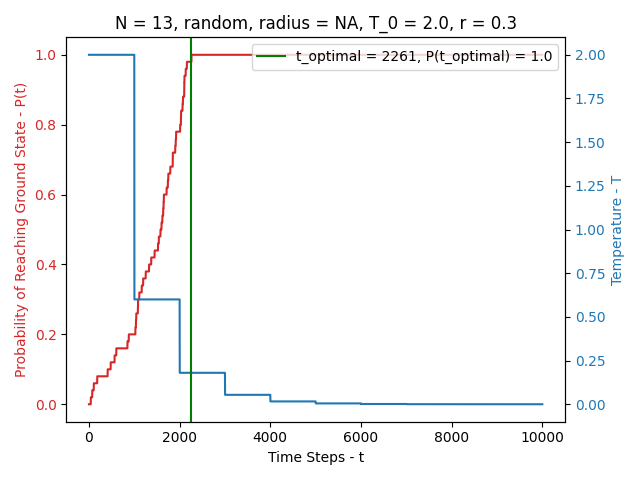 N = 13, random, radius = NA, T_0 = 2.0, r = 0.3
t_optimal = 2261, P(t_optimal) = 1.0
Probability of Reaching Ground State - P(t)
1.0
0.8
0.6
0.4
0.2
0.0
2.00
1.75
1.50
1.25
1.00
0.75
0.50
0.25
0.00
Temperature - T
0 2000 4000 6000 8000 10000
Time Steps - t